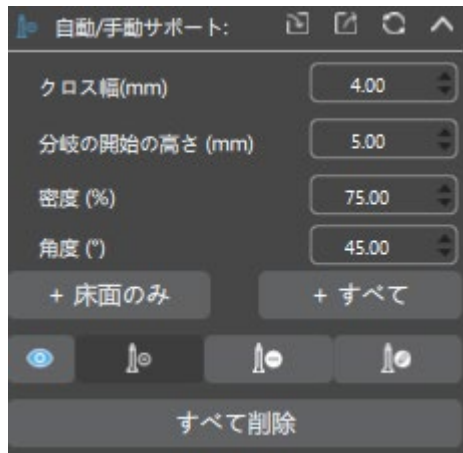 自動/手動サポート:
クロス幅(mm) 4.00
分岐の開始の高さ (mm) 5.00
密度 (%) 75.00
角度 (°) 45.00
+ 床面のみ + すべて
すべて削除